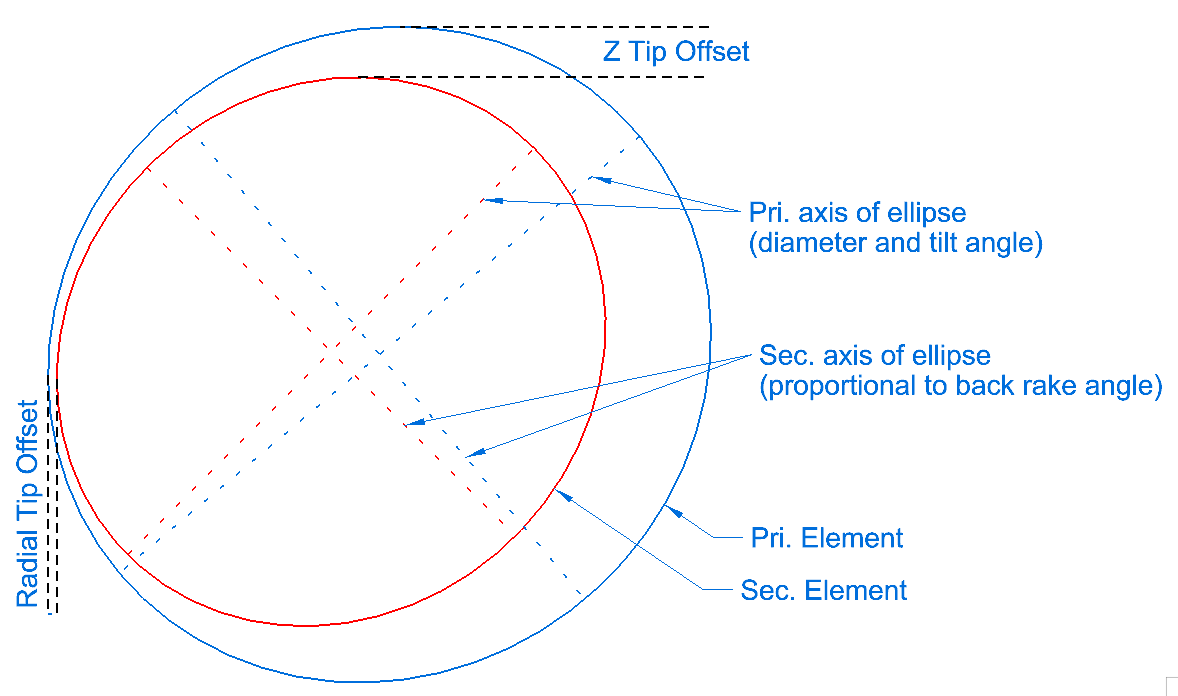 Z Tip Offset
Pri. axis of ellipse
(diameter and tilt angle)
Sec. axis of ellipse
(proportional to back rake angle)
Radial Tip Offset
Pri. Element
Sec. Element